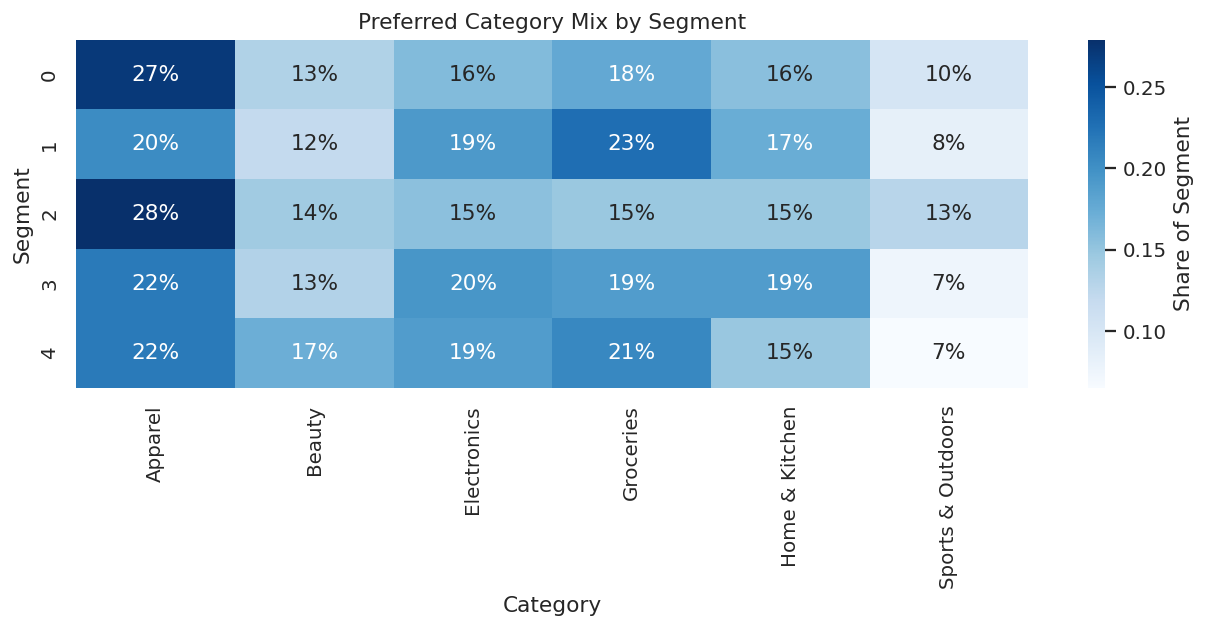 Preferred Category Mix by Segment
Segment
0 27% 13% 16% 18% 16% 10%
1 20% 12% 19% 23% 17% 8%
2 28% 14% 15% 15% 15% 13%
3 22% 13% 20% 19% 19% 7%
4 22% 17% 19% 21% 15% 7%
Apparel Beauty Electronics Groceries Home & Kitchen Sports & Outdoors
Category
0.25
0.20
0.15
0.10
Share of Segment